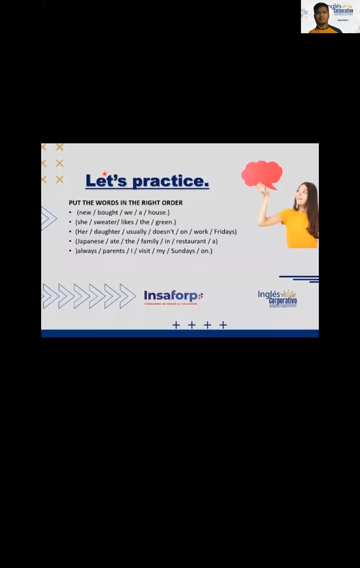 Inglés
Corporativo
Let's practice.
PUT THE WORDS IN THE RIGHT ORDER
• (new / bought / we / a / house.)
• (she / sweater/ likes / the / green.)
• (Her / daughter / usually / doesn't / on / work / Fridays)
• (Japanese / ate / the / family / in / restaurant / a)
• )always / parents / i / visit / my / Sundays / on.)
Insaforp
Inglés
Corporativo